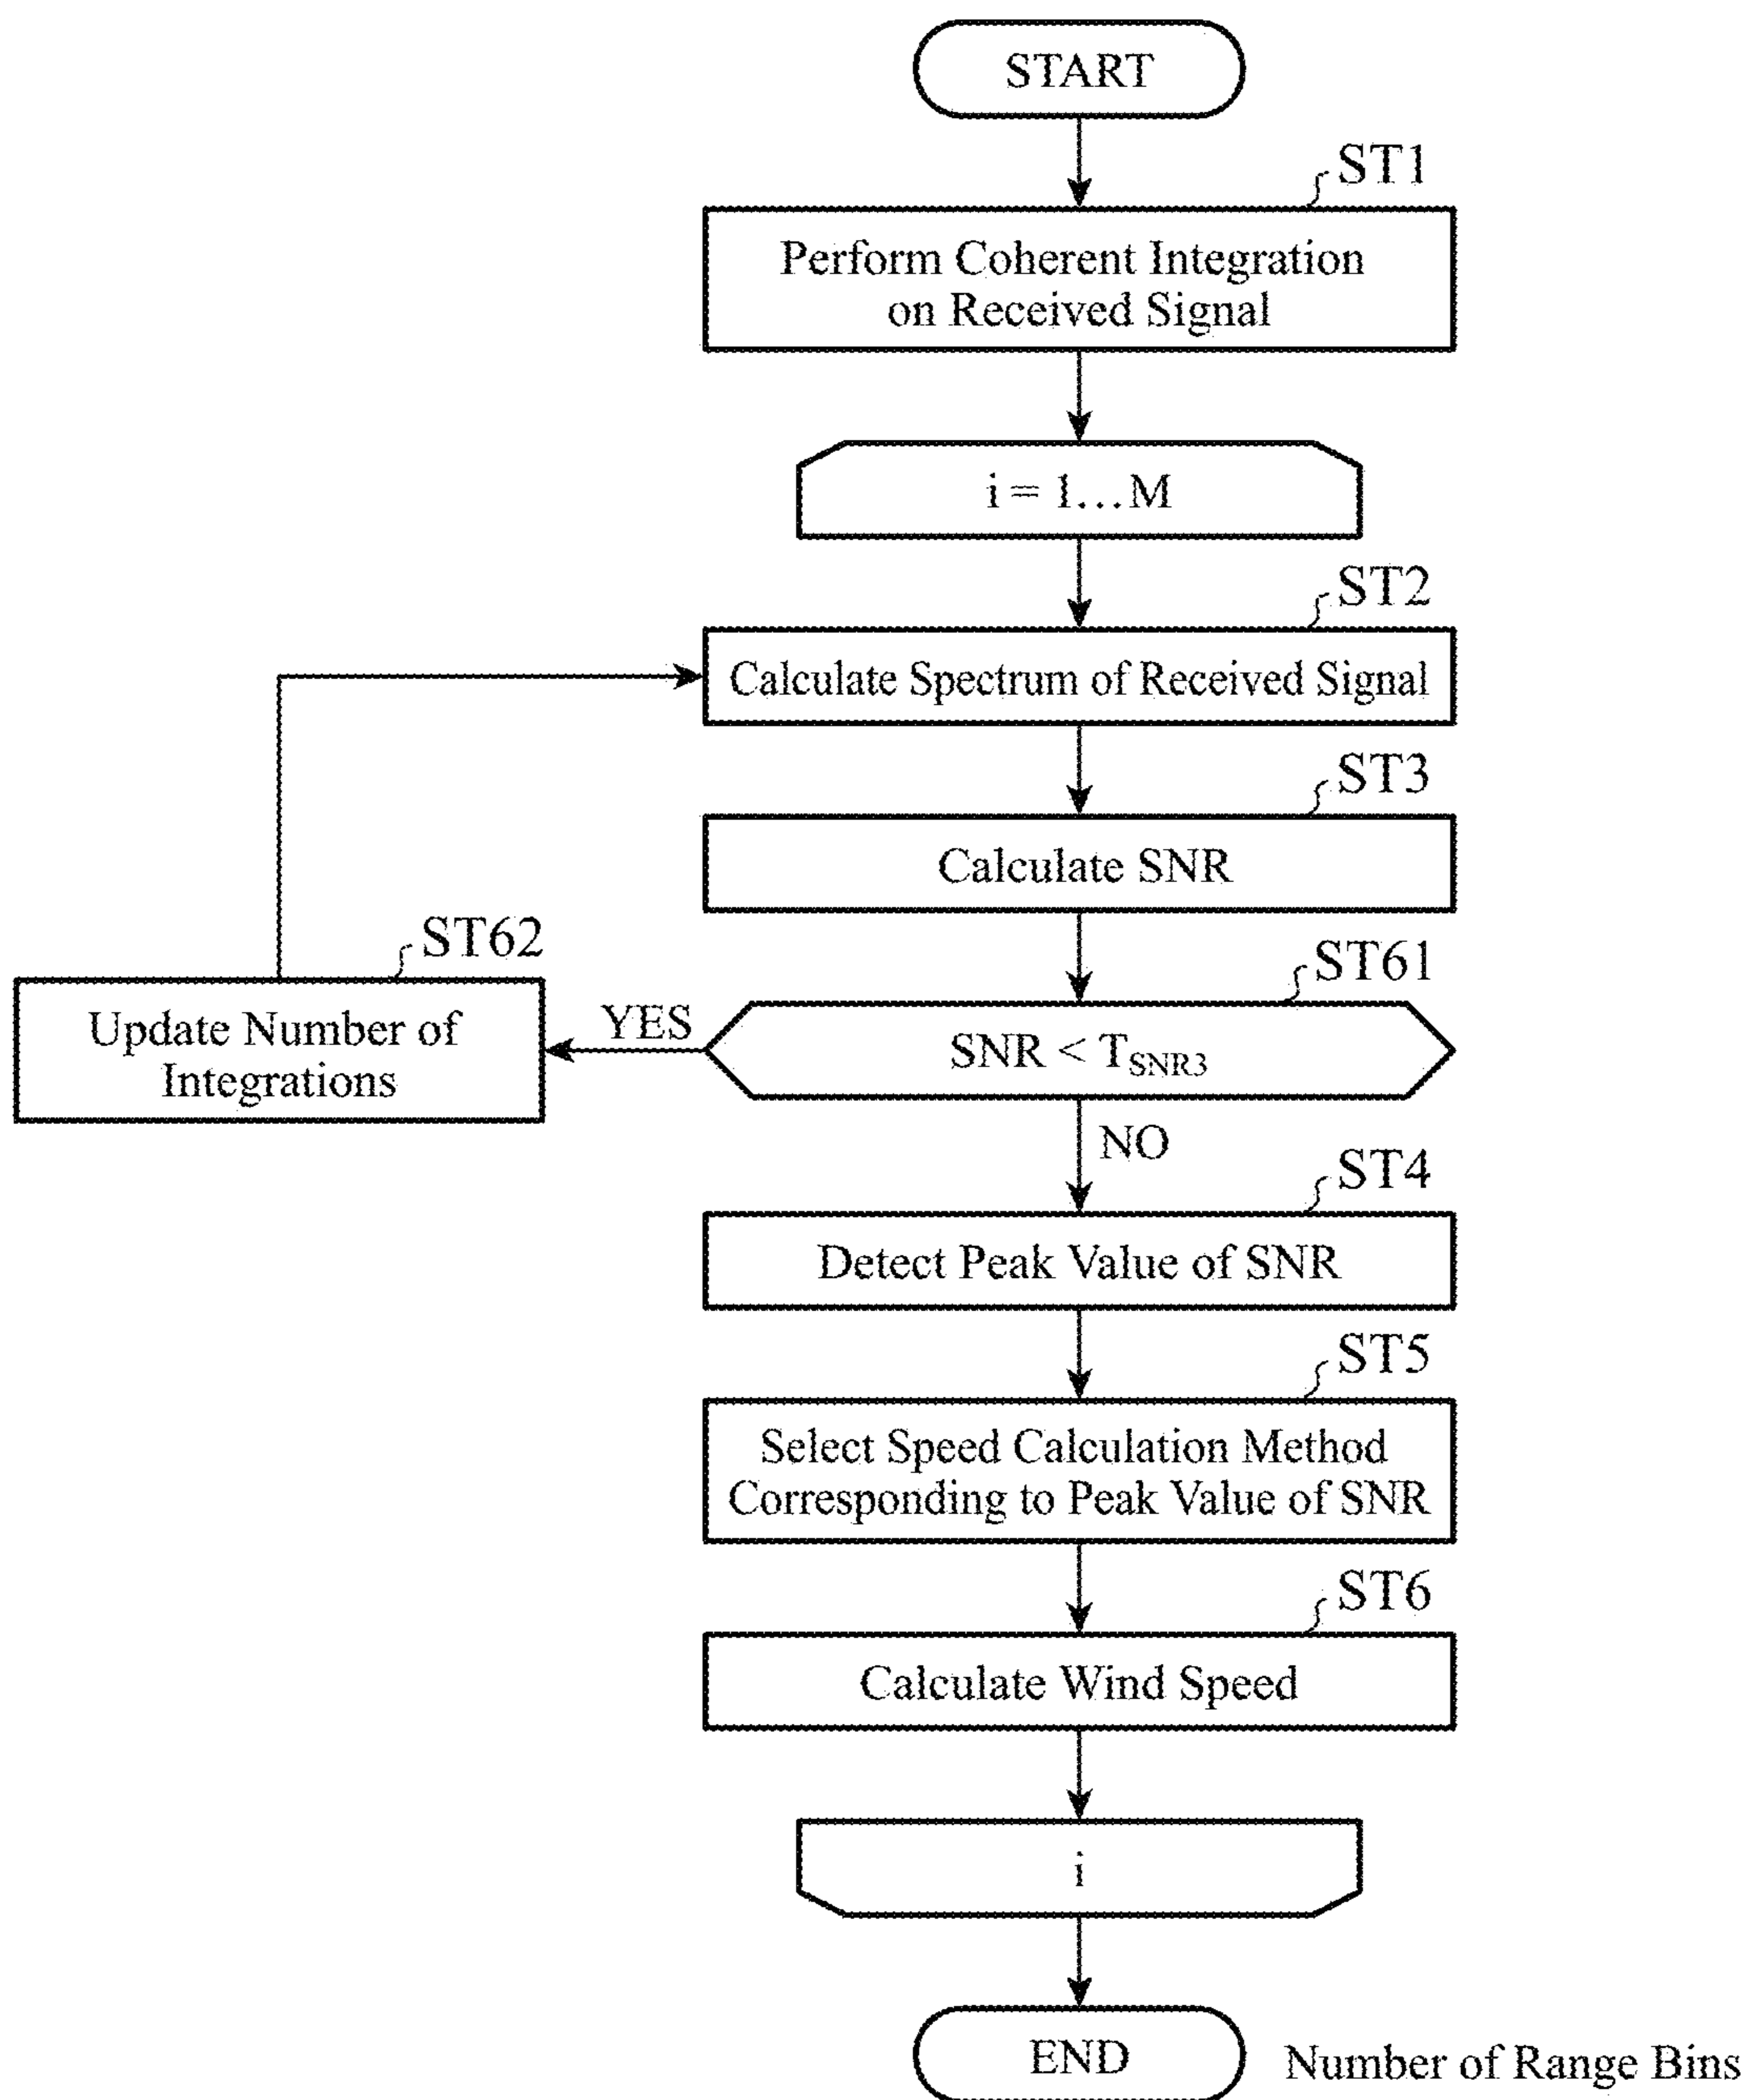 START
ST1
Perform Coherent Integration
on Received Signal
i = 1…M
ST2
Calculate Spectrum of Received Signal
ST3
Calculate SNR
ST62
Update Number of
Integrations
YES
ST61
SNR < T_SNR3
NO
ST4
Detect Peak Value of SNR
ST5
Select Speed Calculation Method
Corresponding to Peak Value of SNR
ST6
Calculate Wind Speed
i
END
Number of Range Bins